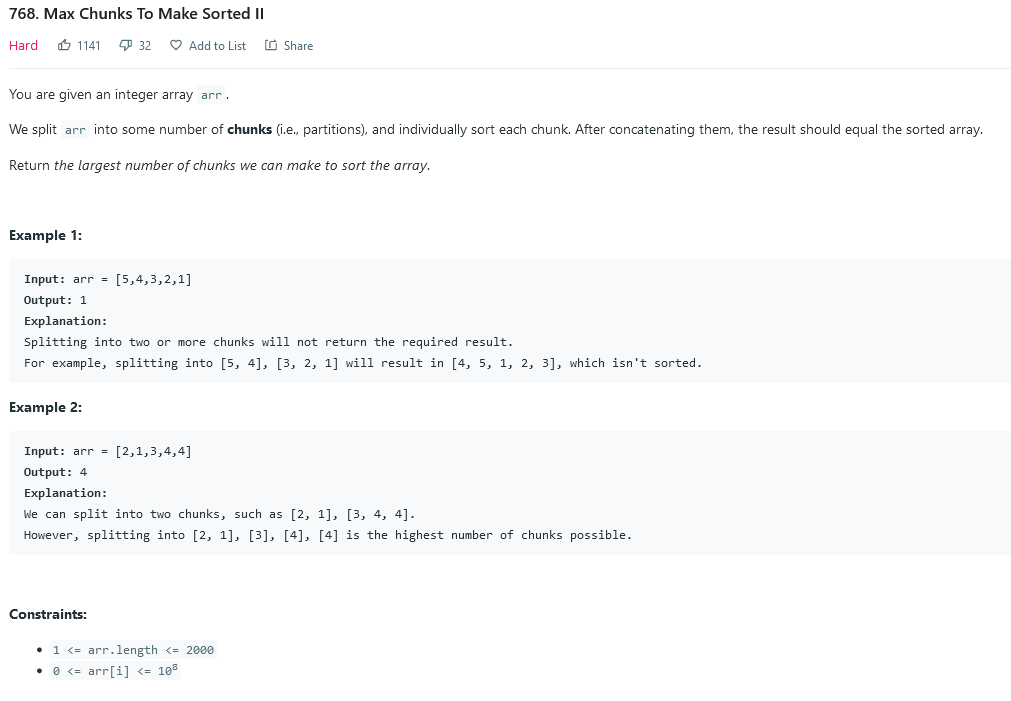 768. Max Chunks To Make Sorted II
Hard 1141 32 Add to List Share
You are given an integer array arr.
We split arr into some number of chunks (i.e., partitions), and individually sort each chunk. After concatenating them, the result should equal the sorted array.
Return the largest number of chunks we can make to sort the array.
Example 1:
Input: arr = [5,4,3,2,1]
Output: 1
Explanation:
Splitting into two or more chunks will not return the required result.
For example, splitting into [5, 4], [3, 2, 1] will result in [4, 5, 1, 2, 3], which isn't sorted.
Example 2:
Input: arr = [2,1,3,4,4]
Output: 4
Explanation:
We can split into two chunks, such as [2, 1], [3, 4, 4].
However, splitting into [2, 1], [3], [4], [4] is the highest number of chunks possible.
Constraints:
• 1 <= arr.length <= 2000
• 0 <= arr[i] <= 10⁸